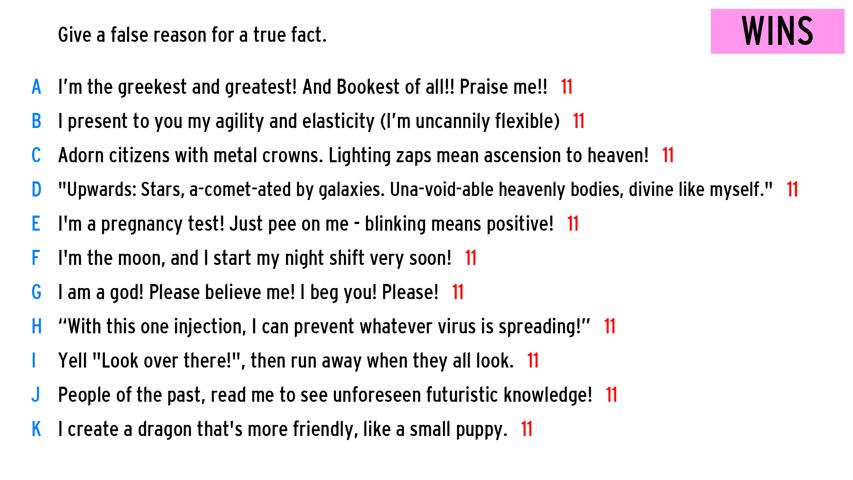 WINS
Give a false reason for a true fact.
A I'm the greekest and greatest! And Bookest of all!! Praise me!! 11
B I present to you my agility and elasticity (I'm uncannily flexible) 11
C Adorn citizens with metal crowns. Lighting zaps mean ascension to heaven! 11
D "Upwards: Stars, a-comet-ated by galaxies. Una-void-able heavenly bodies, divine like myself." 11
E I'm a pregnancy test! Just pee on me - blinking means positive! 11
F I'm the moon, and I start my night shift very soon! 11
G I am a god! Please believe me! I beg you! Please! 11
H “With this one injection, I can prevent whatever virus is spreading!” 11
I Yell "Look over there!", then run away when they all look. 11
J People of the past, read me to see unforeseen futuristic knowledge! 11
K I create a dragon that's more friendly, like a small puppy. 11